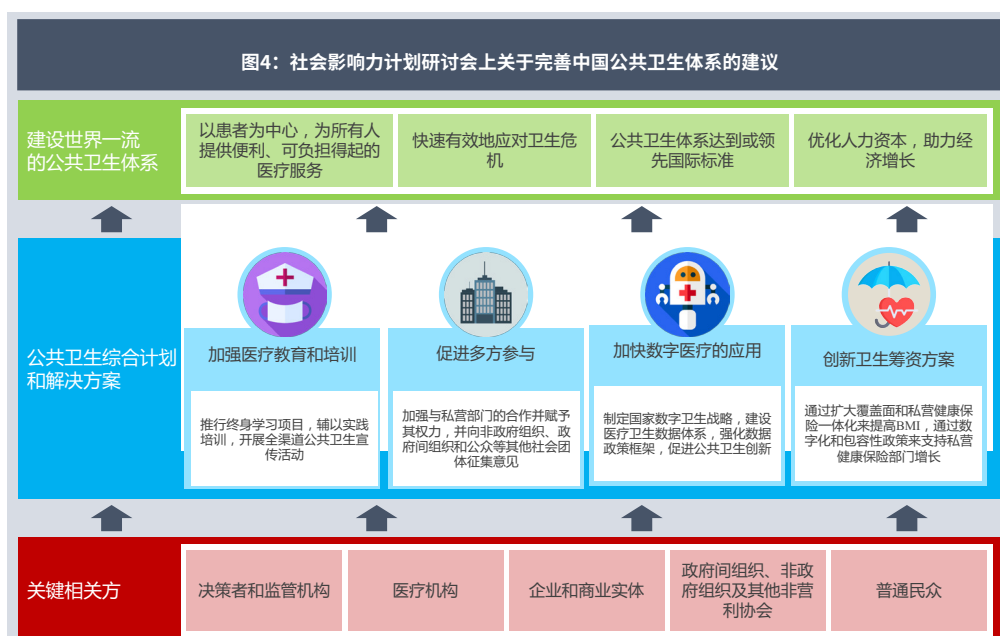 图4：社会影响力计划研讨会上关于完善中国公共卫生体系的建议
建设世界一流
的公共卫生体系
以患者为中心，为所有人
提供便利、可负担得起的
医疗服务
快速有效地应对卫生危
机
公共卫生体系达到或领
先国际标准
优化人力资本，助力经
济增长
公共卫生综合计划
和解决方案
加强医疗教育和培训
推行终身学习项目，辅以实践
培训，开展全渠道公共卫生宣
传活动
促进多方参与
加强与私营部门的合作并赋予
其权力，并向非政府组织、政
府间组织和公众等其他社会团
体征集意见
加快数字医疗的应用
制定国家数字卫生战略，建设
医疗卫生数据体系，强化数据
政策框架，促进公共卫生创新
创新卫生筹资方案
通过扩大覆盖面和私营健康保
险一体化来提高BMI，通过数
字化和包容性政策来支持私营
健康保险部门增长
关键相关方
决策者和监管机构
医疗机构
企业和商业实体
政府间组织、非政
府组织及其他非营
利协会
普通民众